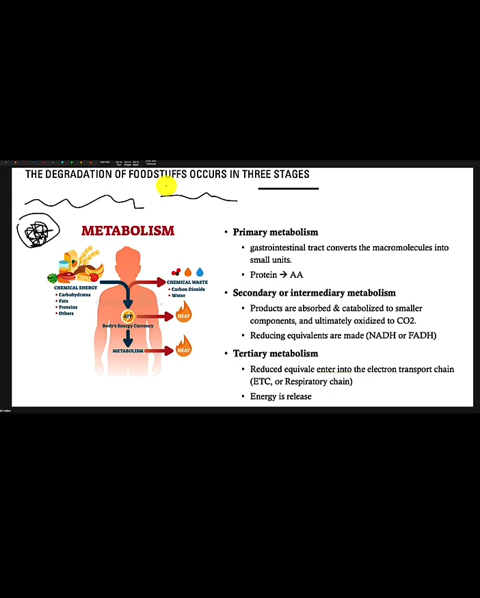 THE DEGRADATION OF FOODSTUFFS OCCURS IN THREE STAGES
METABOLISM
CHEMICAL ENERGY
• Carbohydrates
• Fats
• Proteins
• Others
CHEMICAL WASTE
• Carbon Dioxide
• Water
HEAT
Body's Energy Currency
METABOLISM
HEAT
• Primary metabolism
• gastrointestinal tract converts the macromolecules into
small units.
• Protein → AA
• Secondary or intermediary metabolism
• Products are absorbed & catabolized to smaller
components, and ultimately oxidized to CO2.
• Reducing equivalents are made (NADH or FADH)
• Tertiary metabolism
• Reduced equivale enter into the electron transport chain
(ETC, or Respiratory chain)
• Energy is release